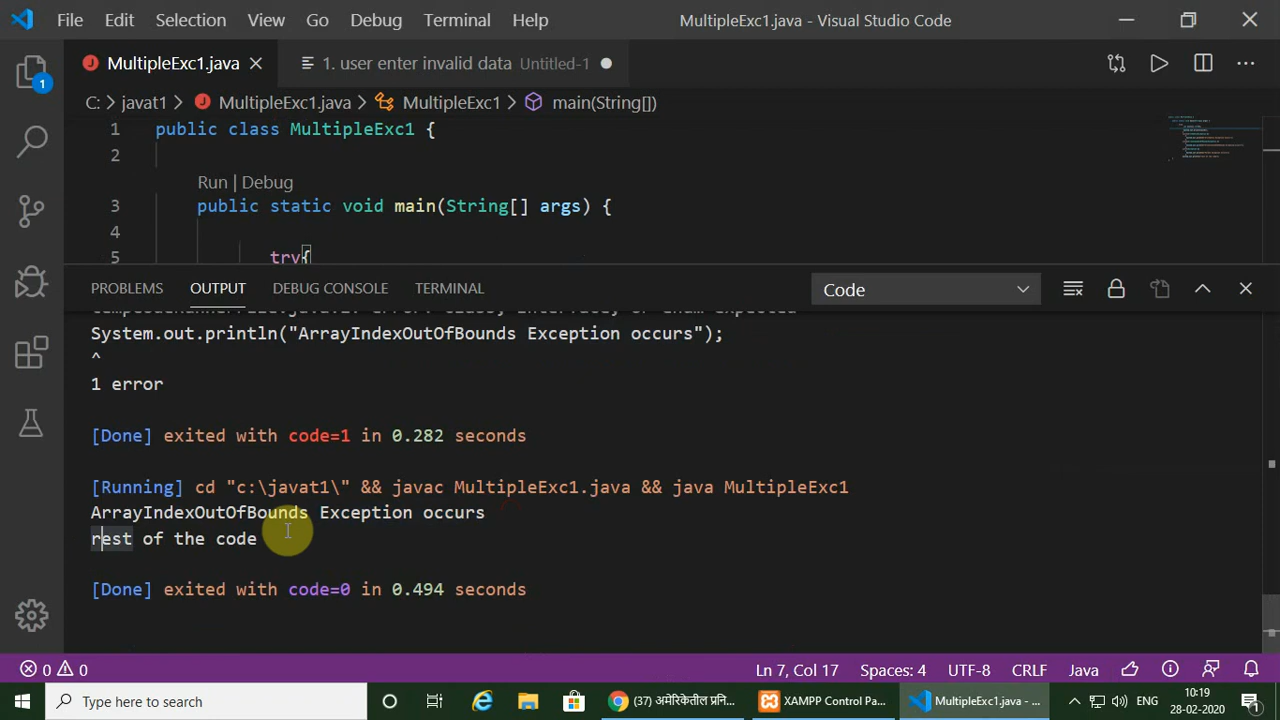 File Edit Selection View Go Debug Terminal Help MultipleExc1.java - Visual Studio Code
MultipleExc1.java 1. user enter invalid data Untitled-1
1
C: > javat1 > MultipleExc1.java > MultipleExc1 > main(String[])
1 public class MultipleExc1 {
2
Run | Debug
3 public static void main(String[] args) {
4
5 try{
PROBLEMS OUTPUT DEBUG CONSOLE TERMINAL Code
System.out.println("ArrayIndexOutOfBounds Exception occurs");
^
1 error
[Done] exited with code=1 in 0.282 seconds
[Running] cd "c:\javat1\" && javac MultipleExc1.java && java MultipleExc1
ArrayIndexOutOfBounds Exception occurs
rest of the code
[Done] exited with code=0 in 0.494 seconds
0 0 Ln 7, Col 17 Spaces: 4 UTF-8 CRLF Java
Type here to search (37) अमेरिकेतील प्रनि... XAMPP Control Pa... MultipleExc1.java - ... ENG 10:19
28-02-2020 1